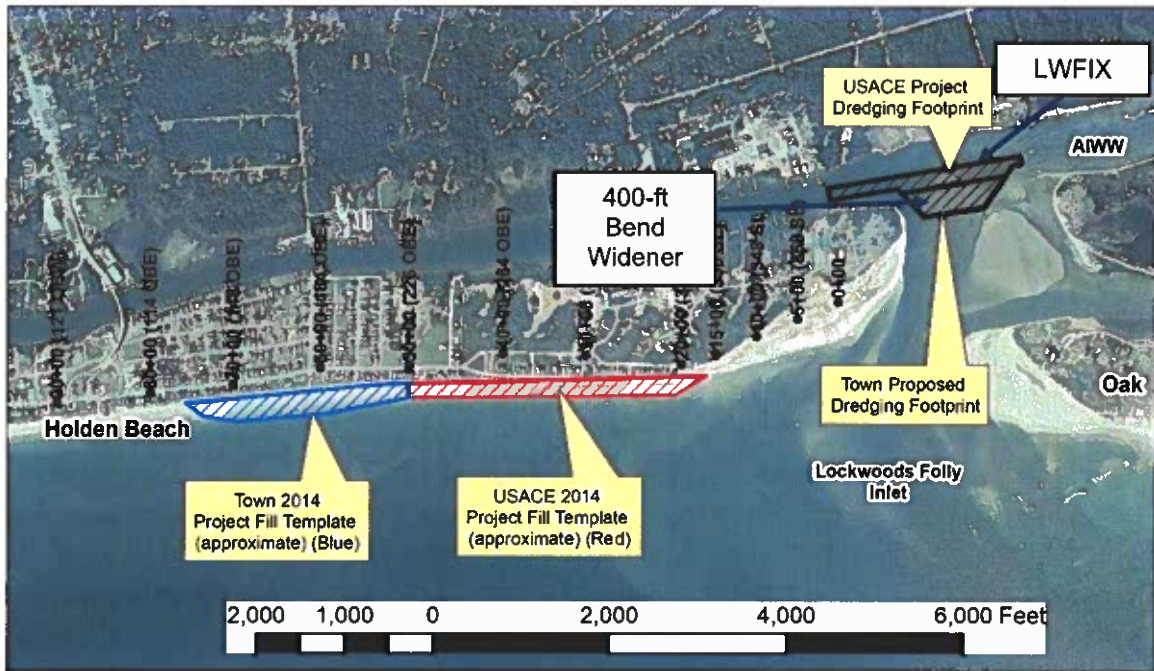 LWFIX
USACE Project
Dredging Footprint
AIWW
400-ft
Bend
Widener
Town Proposed
Dredging Footprint
Oak
Holden Beach
Lockwoods Folly
Inlet
Town 2014
Project Fill Template
(approximate) (Blue)
USACE 2014
Project Fill Template
(approximate) (Red)
2,000 1,000 0 2,000 4,000 6,000 Feet